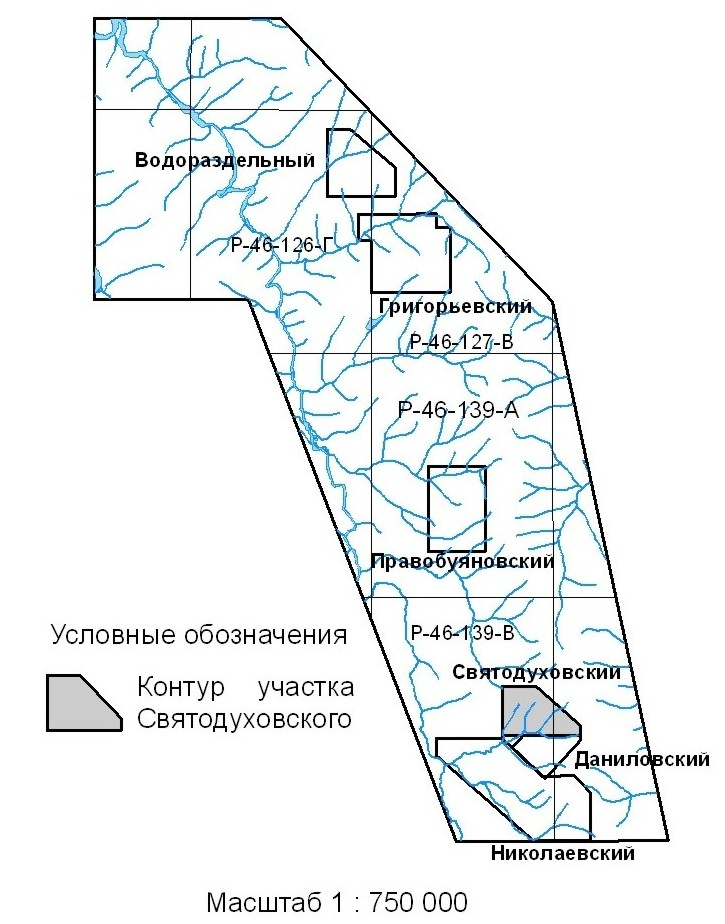 Водораздельный
Р-46-126-Г
Григорьевский
Р-46-127-В
Р-46-139-А
Правобуяновский
Условные обозначения
Р-46-139-В
Святодуховский
Контур участка
Святодуховского
Даниловский
Николаевский
Масштаб 1 : 750 000